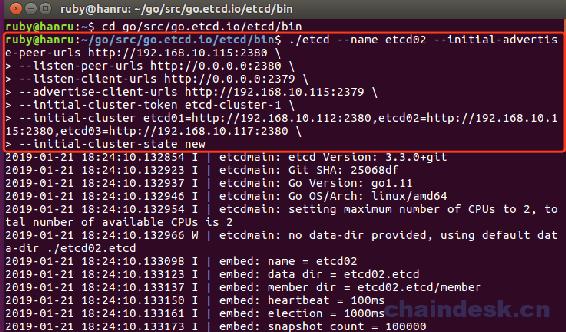 ruby@hanru: ~/go/src/go.etcd.io/etcd/bin
ruby@hanru:~$ cd go/src/go.etcd.io/etcd/bin
ruby@hanru:~/go/src/go.etcd.io/etcd/bin$ ./etcd --name etcd02 --initial-advertis
e-peer-urls http://192.168.10.115:2380 \
> --listen-peer-urls http://0.0.0.0:2380 \
> --listen-client-urls http://0.0.0.0:2379 \
> --advertise-client-urls http://192.168.10.115:2379 \
> --initial-cluster-token etcd-cluster-1 \
> --initial-cluster etcd01=http://192.168.10.112:2380,etcd02=http://192.168.10.1
15:2380,etcd03=http://192.168.10.117:2380 \
> --initial-cluster-state new
2019-01-21 18:24:10.132854 I | etcdmain: etcd Version: 3.3.0+git
2019-01-21 18:24:10.132923 I | etcdmain: Git SHA: 25068df
2019-01-21 18:24:10.132937 I | etcdmain: Go Version: go1.11
2019-01-21 18:24:10.132946 I | etcdmain: Go OS/Arch: linux/amd64
2019-01-21 18:24:10.132954 I | etcdmain: setting maximum number of CPUs to 2, to
tal number of available CPUs is 2
2019-01-21 18:24:10.132966 W | etcdmain: no data-dir provided, using default dat
a-dir ./etcd02.etcd
2019-01-21 18:24:10.133098 I | embed: name = etcd02
2019-01-21 18:24:10.133123 I | embed: data dir = etcd02.etcd
2019-01-21 18:24:10.133137 I | embed: member dir = etcd02.etcd/member
2019-01-21 18:24:10.133150 I | embed: heartbeat = 100ms
2019-01-21 18:24:10.133161 I | embed: election = 1000ms
2019-01-21 18:24:10.133173 I | embed: snapshot count = 100000
chaindesk.cn